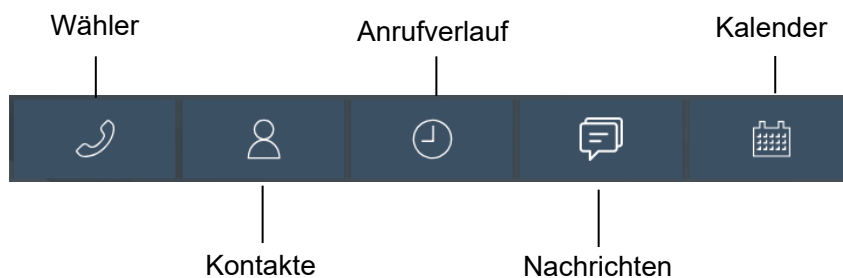 Wähler
Anrufverlauf
Kalender
Kontakte
Nachrichten